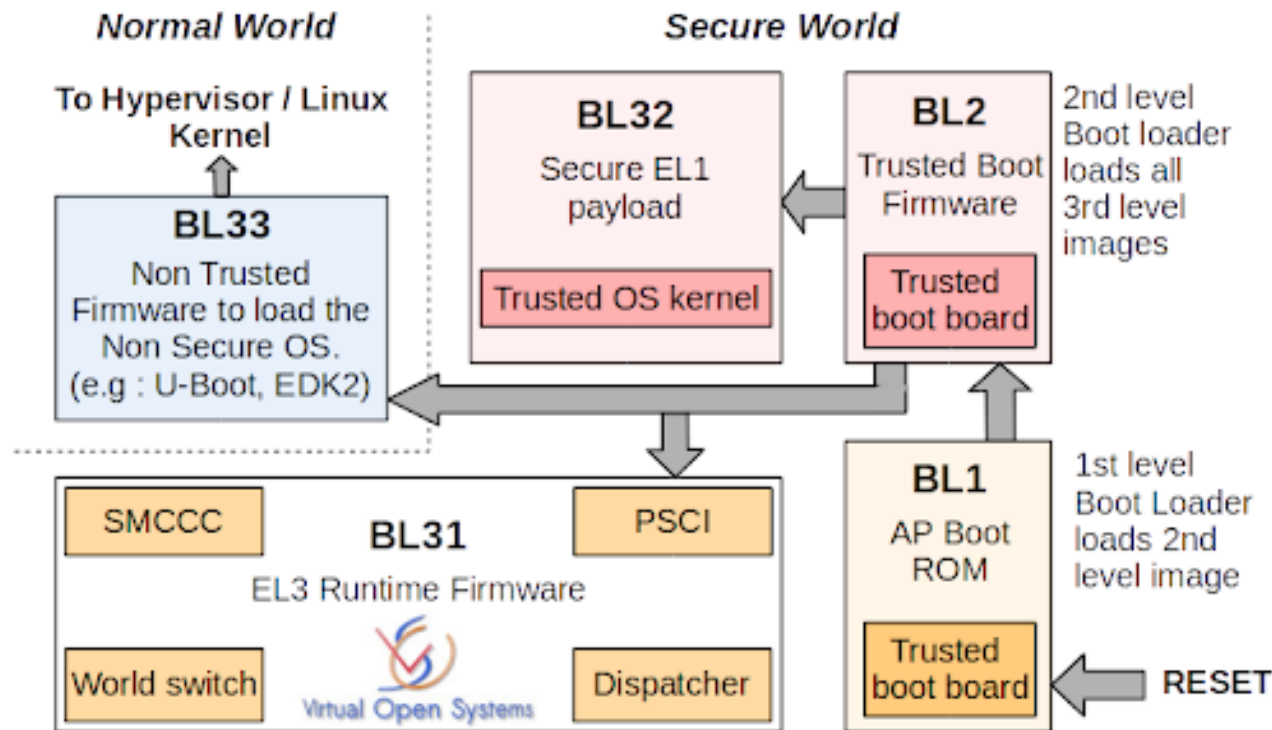 Normal World
Secure World
To Hypervisor / Linux
Kernel
BL33
Non Trusted
Firmware to load the
Non Secure OS.
(e.g : U-Boot, EDK2)
BL32
Secure EL1
payload
Trusted OS kernel
BL2
Trusted Boot
Firmware
Trusted
boot board
2nd level
Boot loader
loads all
3rd level
images
SMCCC
PSCI
BL31
EL3 Runtime Firmware
World switch
Virtual Open Systems
Dispatcher
BL1
AP Boot
ROM
Trusted
boot board
1st level
Boot Loader
loads 2nd
level image
RESET